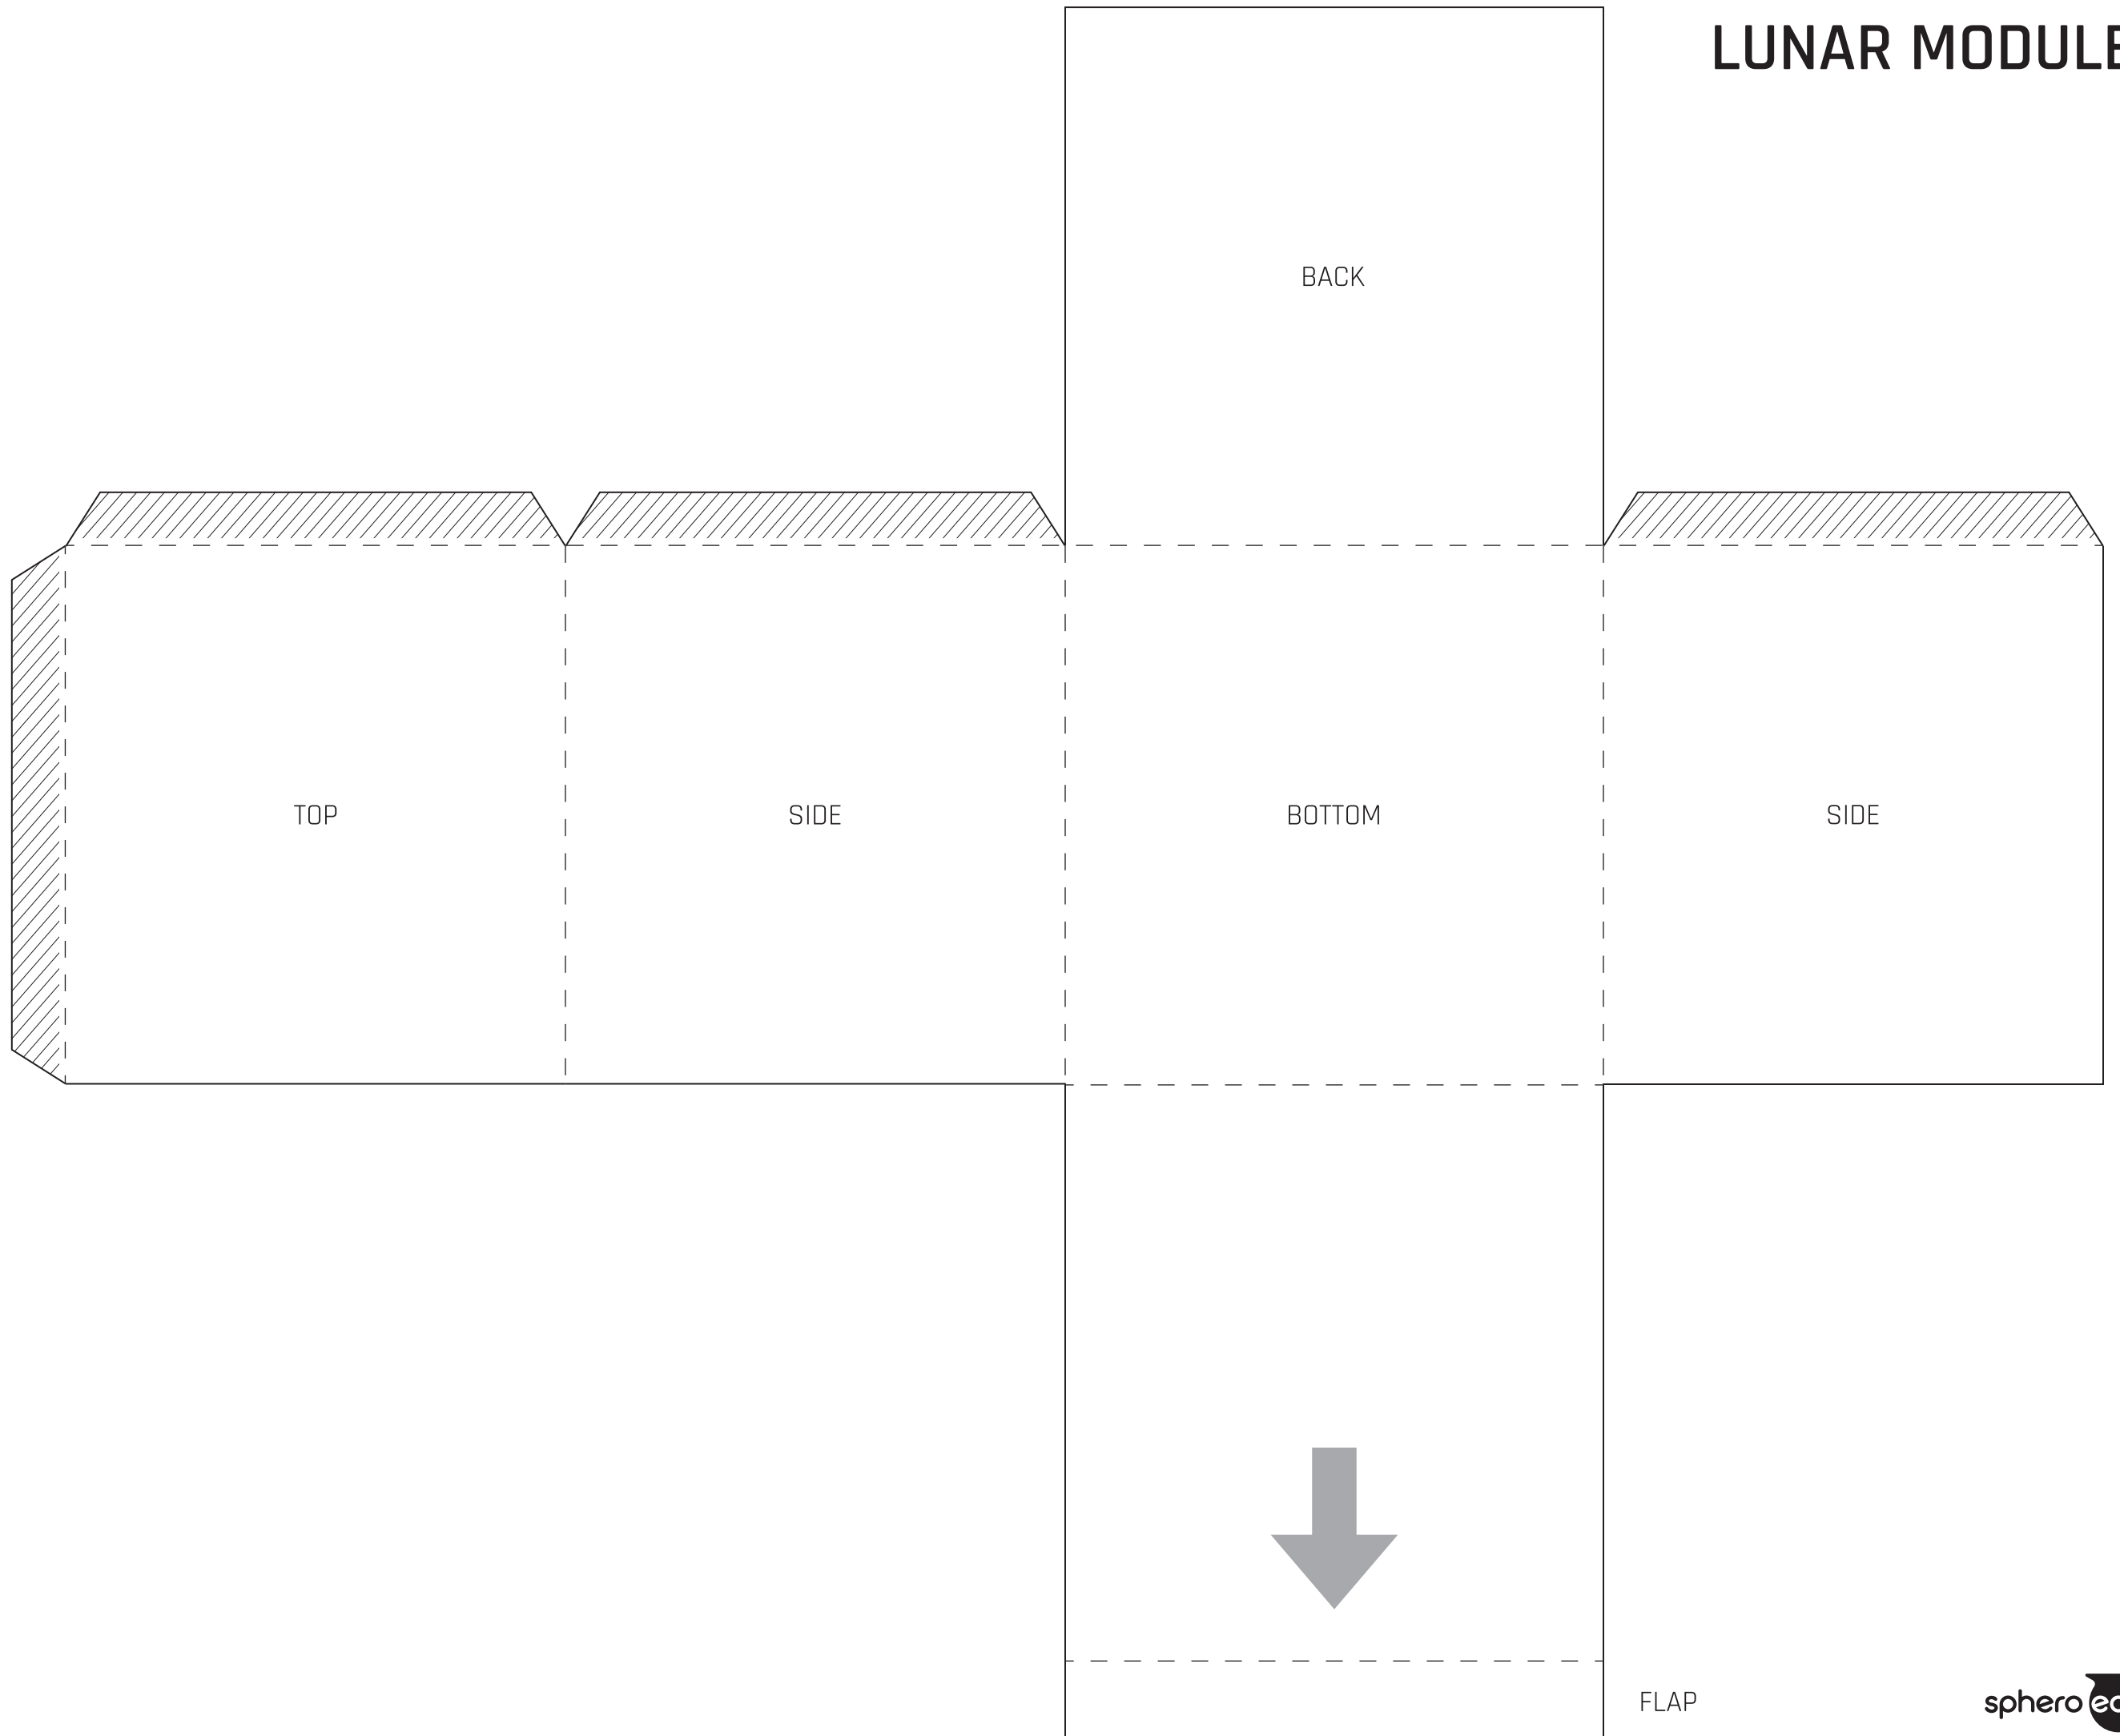 LUNAR MODULE
BACK
TOP
SIDE
BOTTOM
SIDE
FLAP
sphero